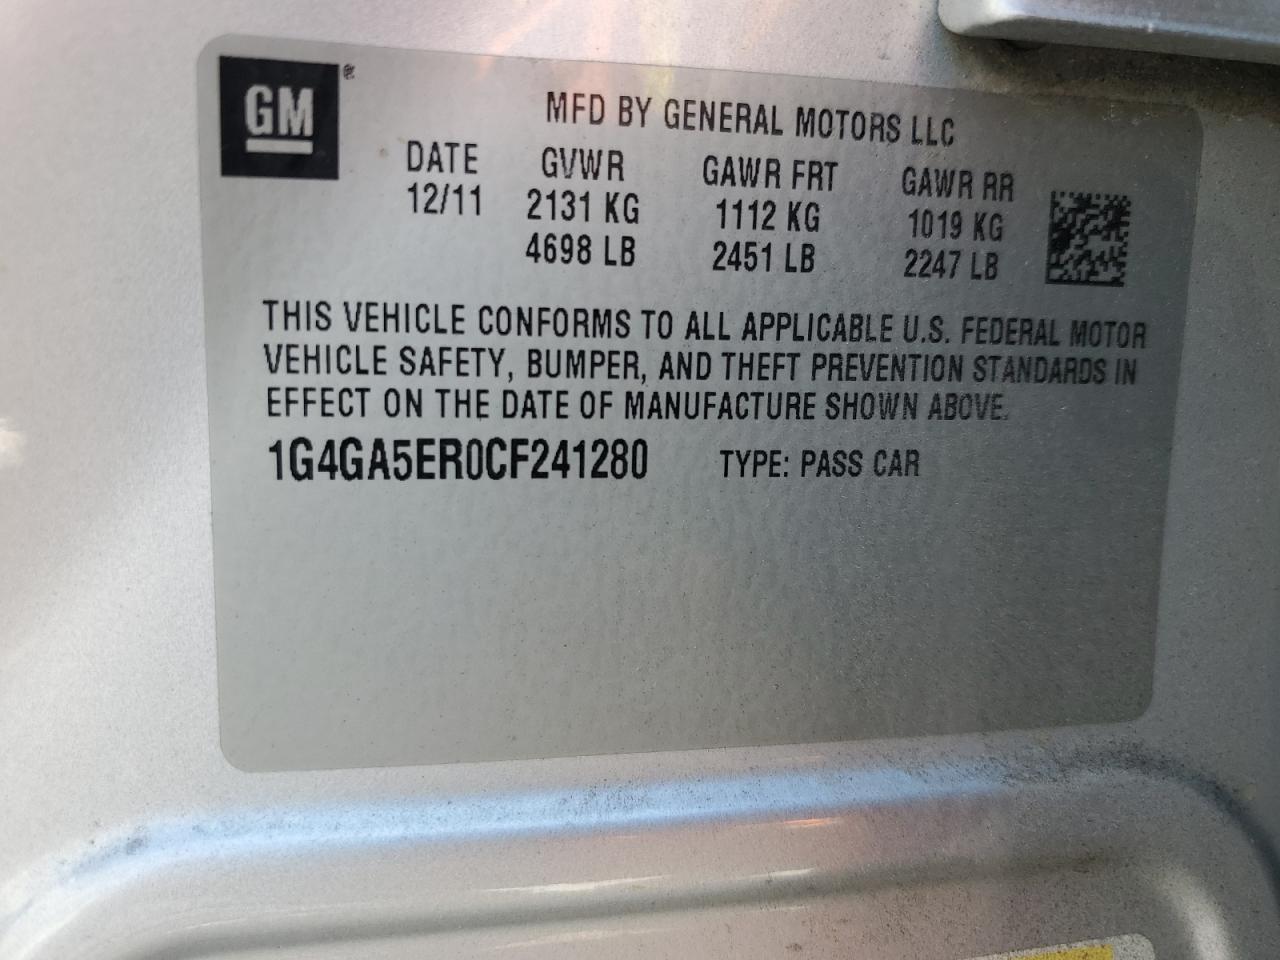 GM ®
MFD BY GENERAL MOTORS LLC
DATE GVWR GAWR FRT GAWR RR
12/11 2131 KG 1112 KG 1019 KG
4698 LB 2451 LB 2247 LB
THIS VEHICLE CONFORMS TO ALL APPLICABLE U.S. FEDERAL MOTOR
VEHICLE SAFETY, BUMPER, AND THEFT PREVENTION STANDARDS IN
EFFECT ON THE DATE OF MANUFACTURE SHOWN ABOVE.
1G4GA5ER0CF241280 TYPE: PASS CAR